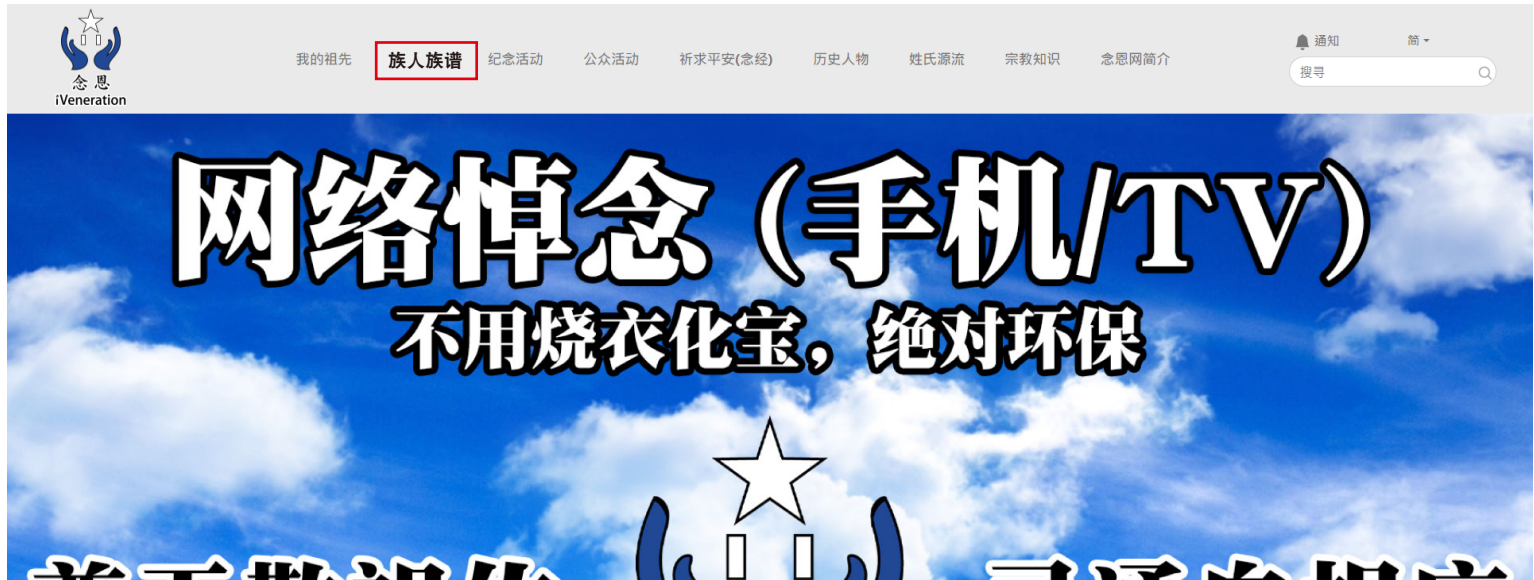 念恩
iVeneration
我的祖先 族人族谱 纪念活动 公众活动 祈求平安(念经) 历史人物 姓氏源流 宗教知识 念恩网简介
通知 简
搜寻
网络悼念(手机/TV)
不用烧衣化宝,绝对环保